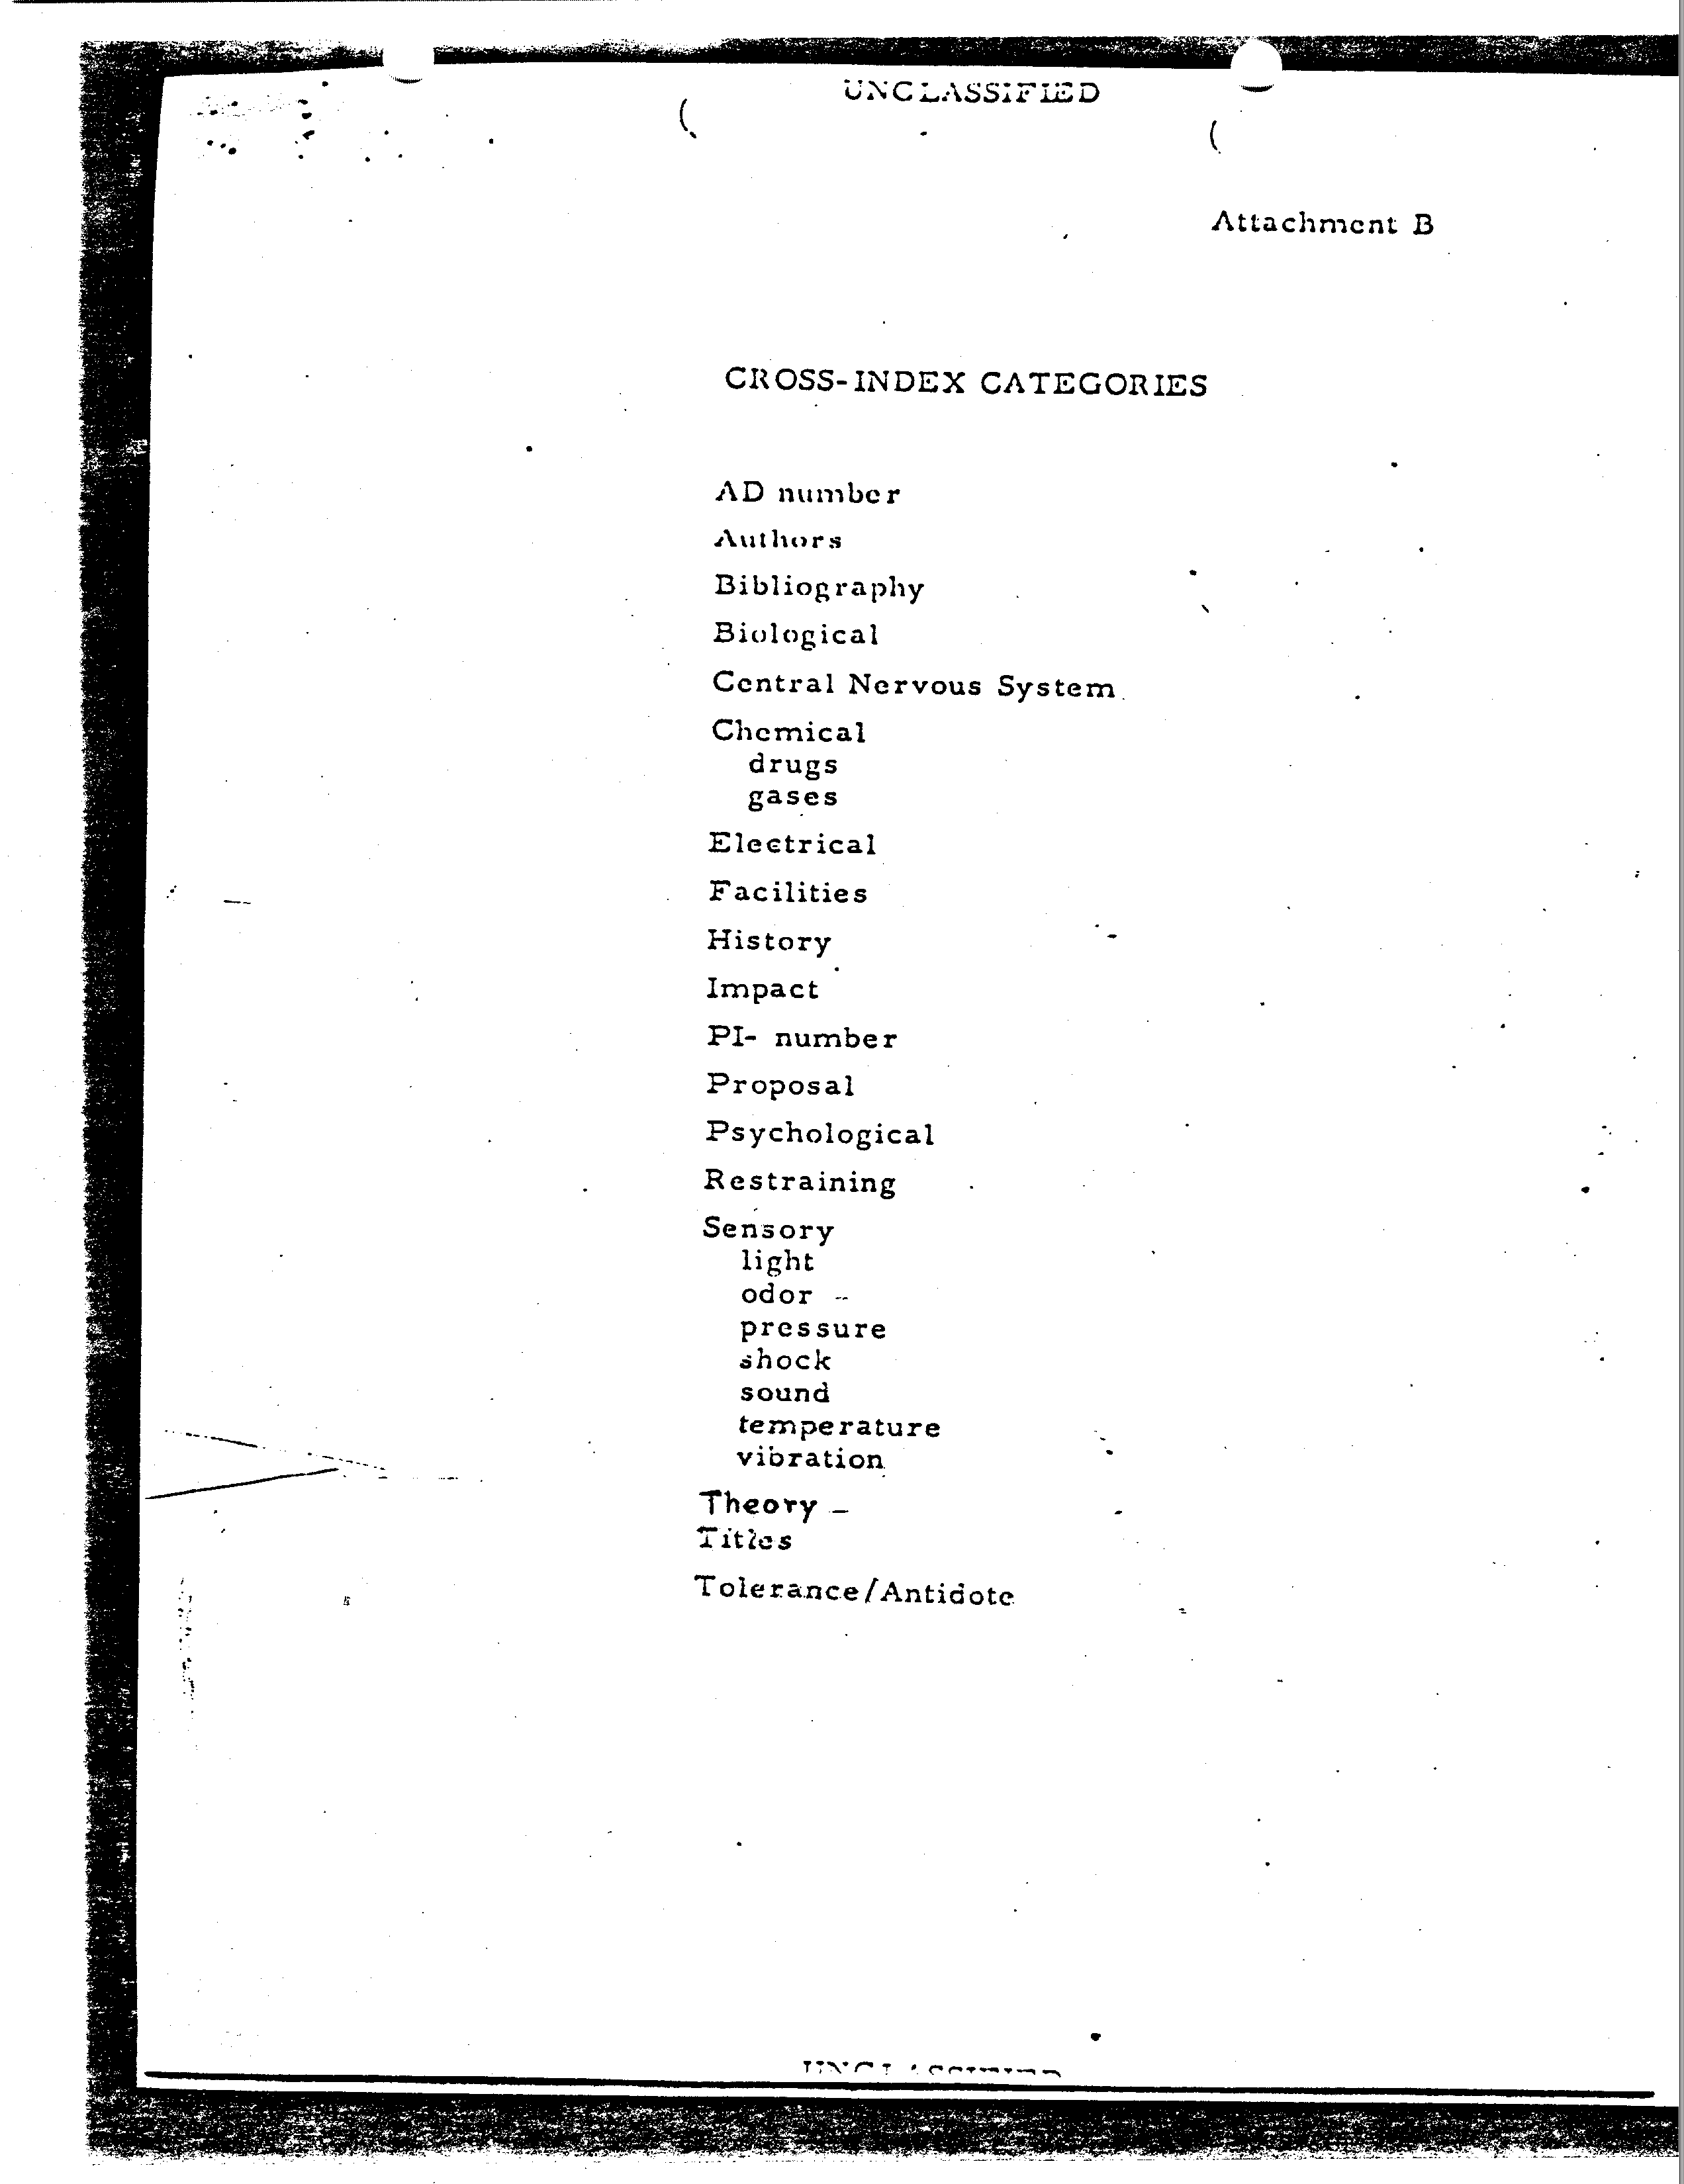 UNCLASSIFIED
Attachment B
CROSS-INDEX CATEGORIES
AD number
Authors
Bibliography
Biological
Central Nervous System
Chemical
drugs
gases
Electrical
Facilities
History
Impact
PI- number
Proposal
Psychological
Restraining
Sensory
light
odor --
pressure
shock
sound
temperature
vibration
Theory -
Titles
Tolerance/Antidote
UNCLASSIFIED